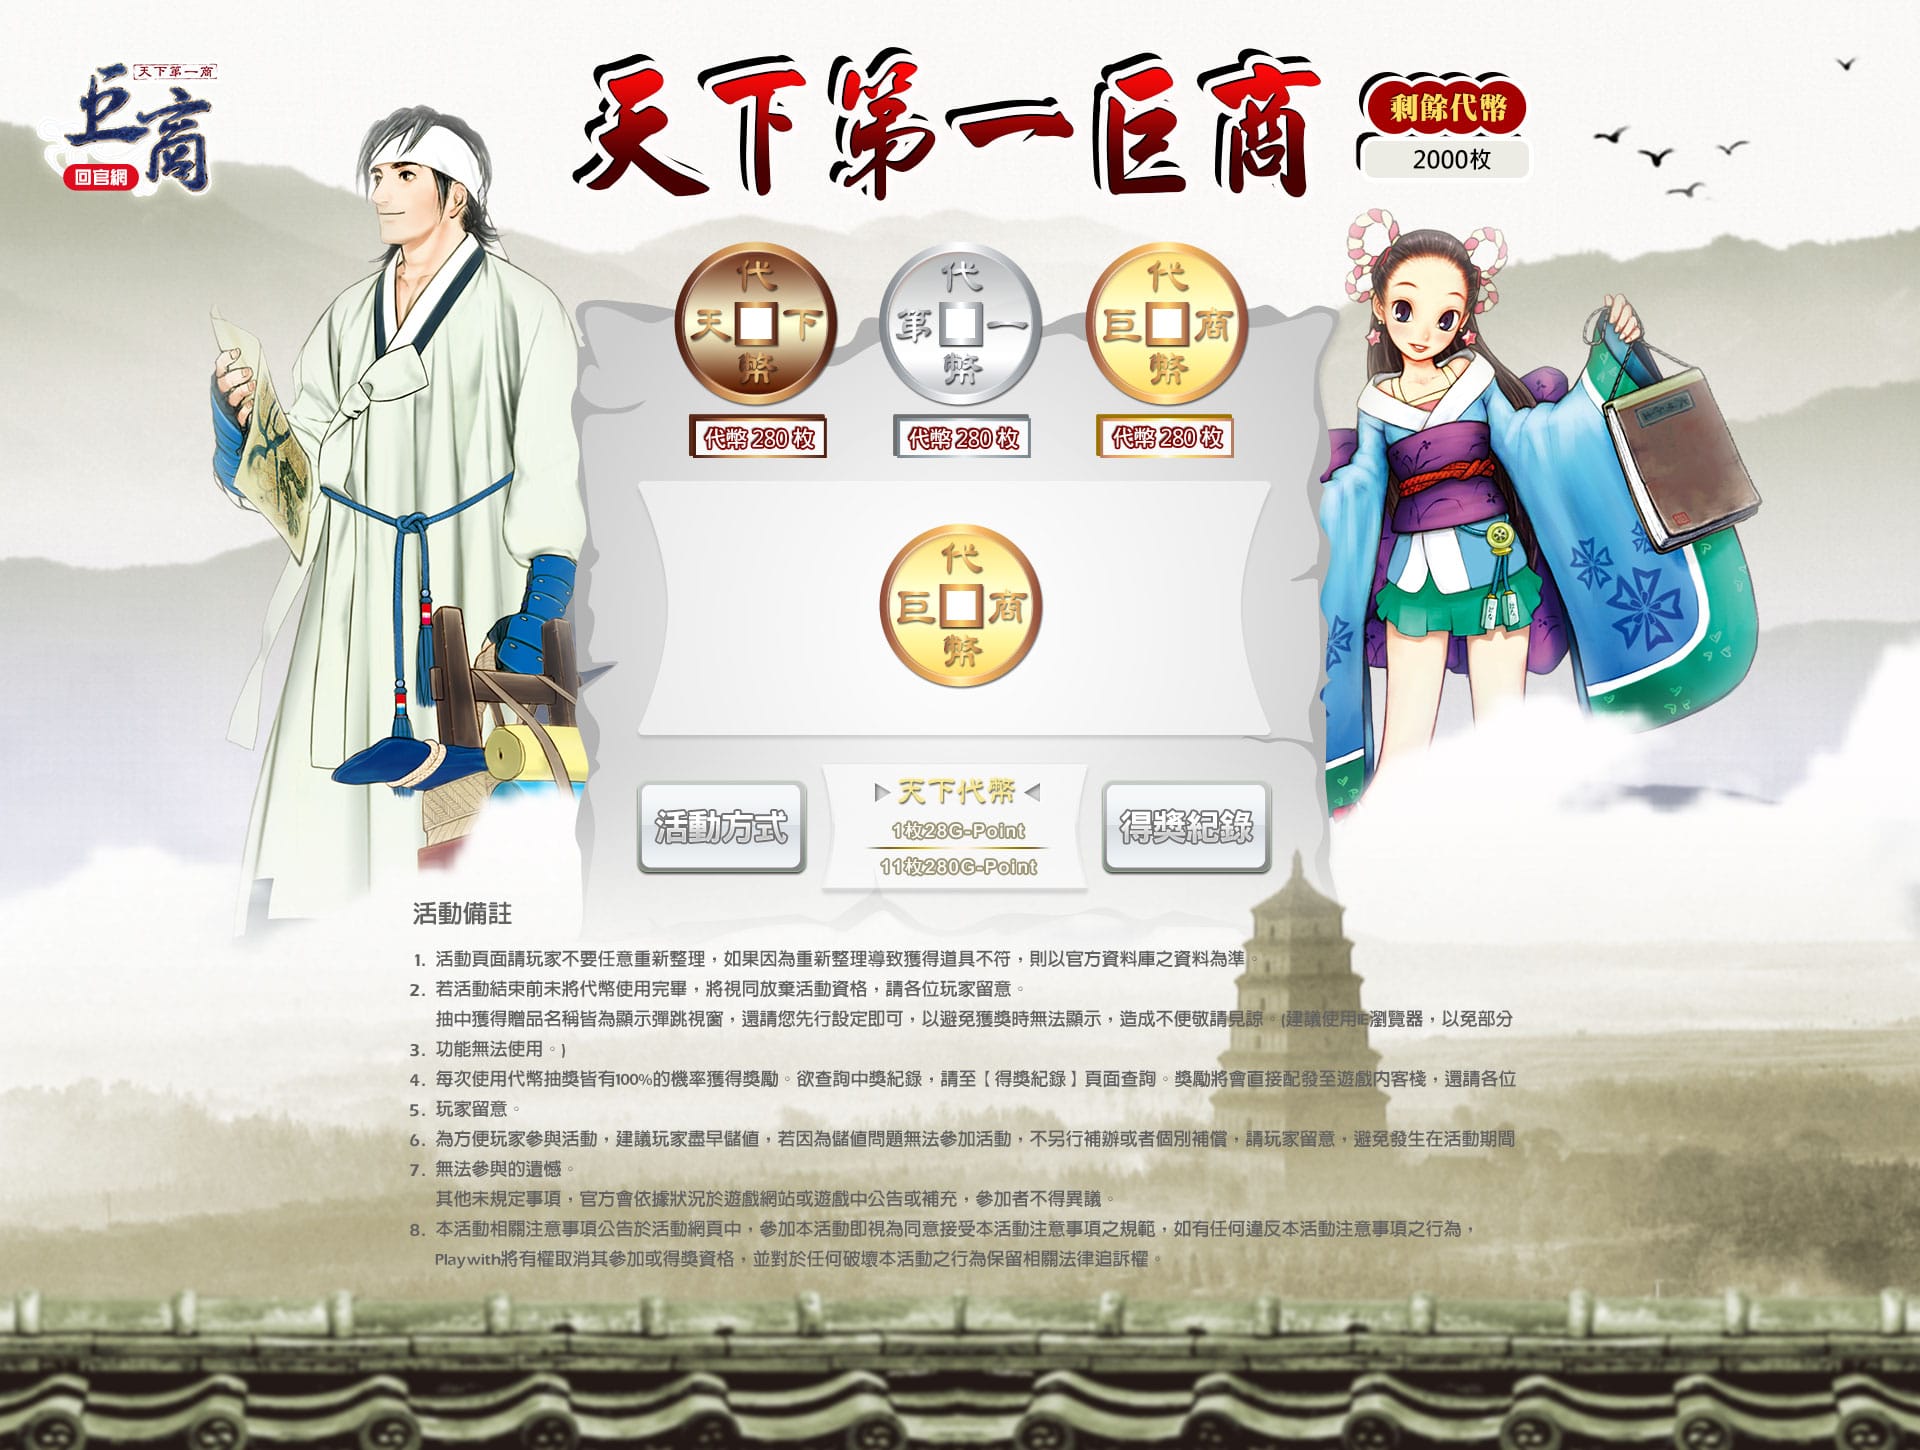 天下第一商
巨商
回官網
天下第一巨商
剩餘代幣
2000枚
代
天下
幣
代
第一
幣
代
巨商
幣
代幣 280 枚
代幣 280 枚
代幣 280 枚
代
巨商
幣
活動方式
天下代幣
1枚28G-Point
11枚280G-Point
得獎紀錄
活動備註
1. 活動頁面請玩家不要任意重新整理，如果因為重新整理導致獲得道具不符，則以官方資料庫之資料為準。
2. 若活動結束前未將代幣使用完畢，將視同放棄活動資格，請各位玩家留意。
抽中獲得贈品名稱皆為顯示彈跳視窗，還請您先行設定即可，以避免獲獎時無法顯示，造成不便敬請見諒。(建議使用IE瀏覽器，以免部分
3. 功能無法使用。)
4. 每次使用代幣抽獎皆有100%的機率獲得獎勵。欲查詢中獎紀錄，請至【得獎紀錄】頁面查詢。獎勵將會直接配發至遊戲內客棧，還請各位
5. 玩家留意。
6. 為方便玩家參與活動，建議玩家盡早儲值，若因為儲值問題無法參加活動，不另行補辦或者個別補償，請玩家留意，避免發生在活動期間
7. 無法參與的遺憾。
其他未規定事項，官方會依據狀況於遊戲網站或遊戲中公告或補充，參加者不得異議。
8. 本活動相關注意事項公告於活動網頁中，參加本活動即視為同意接受本活動注意事項之規範，如有任何違反本活動注意事項之行為，
Playwith將有權取消其參加或得獎資格，並對於任何破壞本活動之行為保留相關法律追訴權。